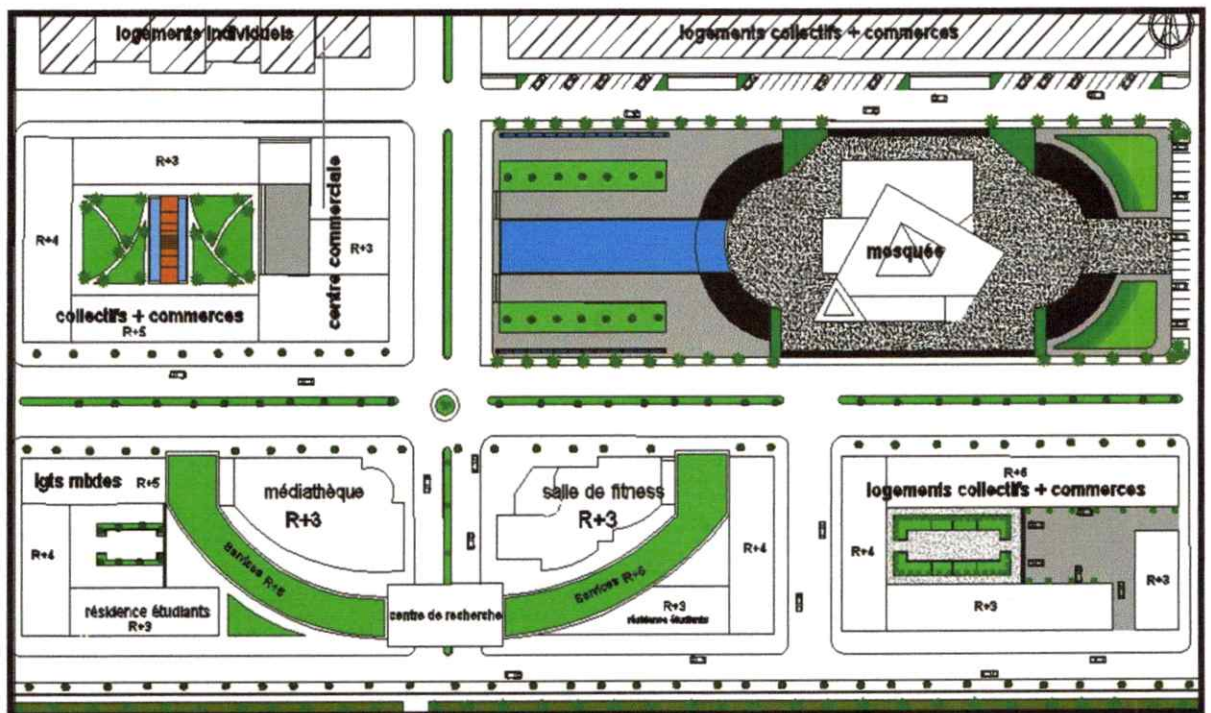 logements individuels
logements collectifs + commerces
R+3
R+4
centre commerciale
R+3
collectifs + commerces
R+5
mosquée
lgts mixtes R+5
médiathèque
R+3
salle de fitness
R+3
R+6
logements collectifs + commerces
R+4
Services R+6
Services R+6
R+4
R+4
R+3
résidence étudiants
R+3
centre de recherche
R+3
résidence étudiants
R+3